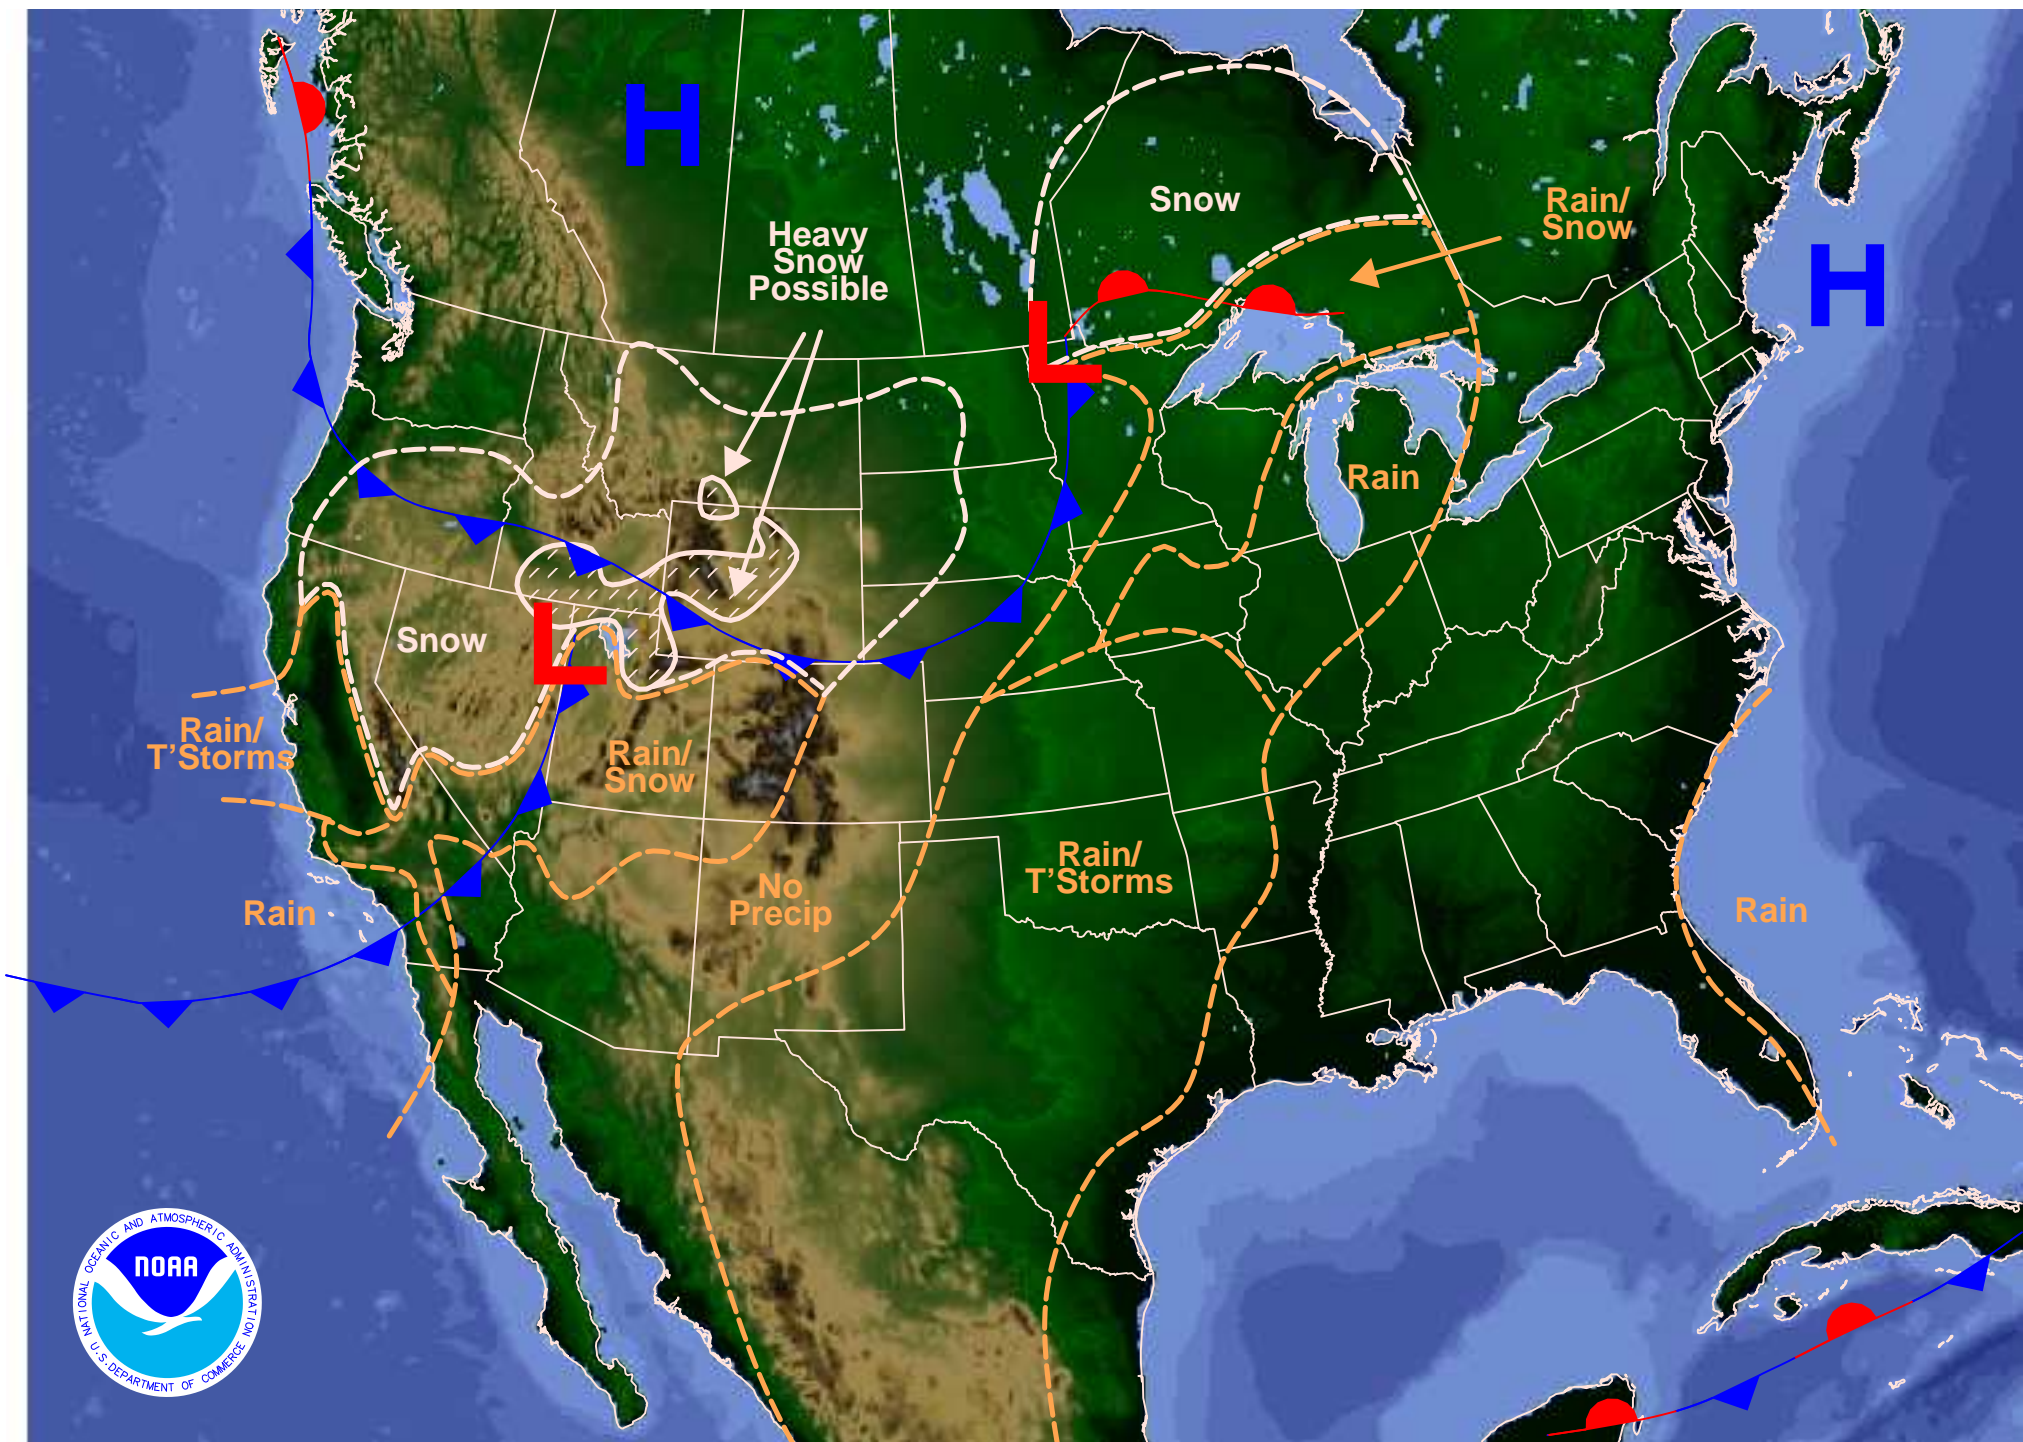 H
Snow
Rain/
Snow
Heavy
Snow
Possible
H
L
Rain
Snow
L
Rain/
T'Storms
Rain/
Snow
Rain/
T'Storms
No
Precip
Rain
Rain
NATIONAL OCEANIC AND ATMOSPHERIC ADMINISTRATION
NOAA
U.S. DEPARTMENT OF COMMERCE